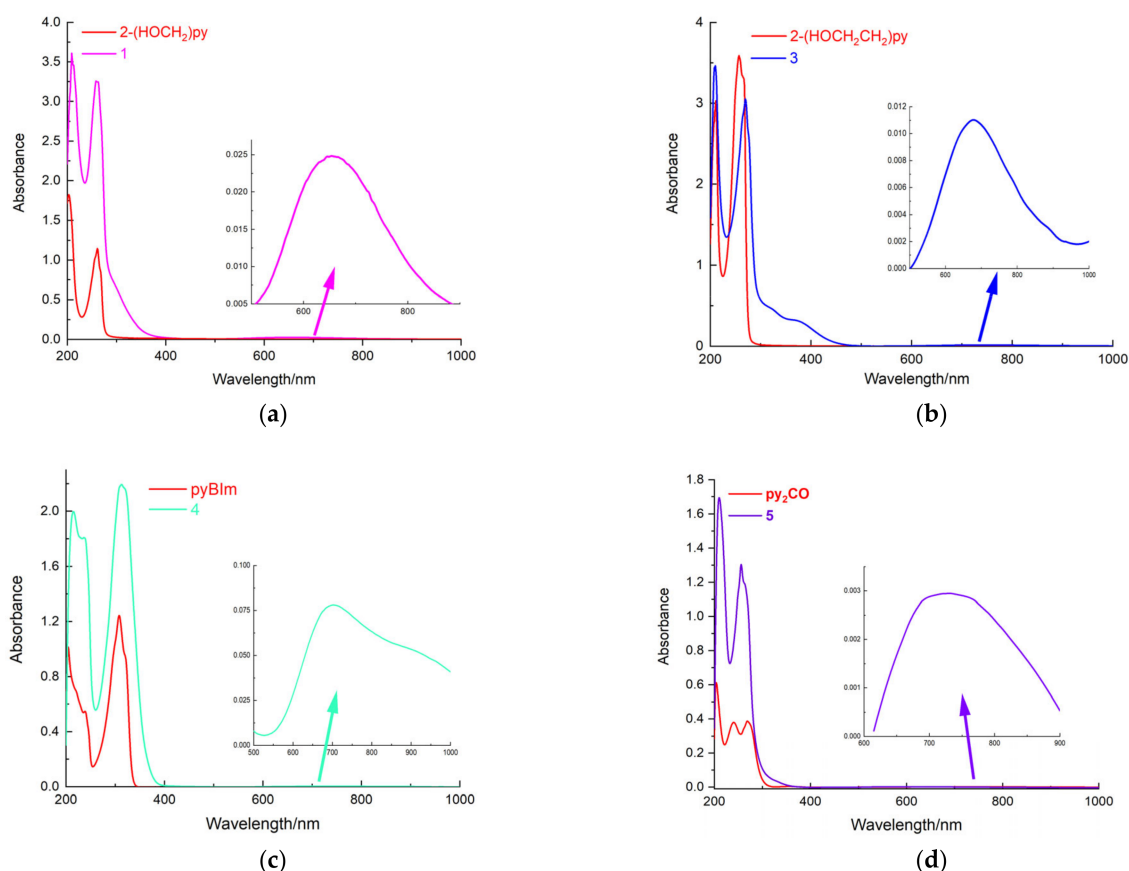 2-(HOCH₂)py
1
4.0
3.5
3.0
2.5
2.0
1.5
1.0
0.5
0.0
Absorbance
0.025
0.020
0.015
0.010
0.005
600 800
200 400 600 800 1000
Wavelength/nm
(a)
2-(HOCH₂CH₂)py
3
4
3
2
1
0
Absorbance
0.012
0.010
0.008
0.006
0.004
0.002
0.000
600 800 1000
200 400 600 800 1000
Wavelength/nm
(b)
pyBIm
4
2.0
1.6
1.2
0.8
0.4
0.0
Absorbance
0.100
0.075
0.050
0.025
0.000
500 600 700 800 900 1000
200 400 600 800 1000
Wavelength/nm
(c)
py₂CO
5
1.8
1.6
1.4
1.2
1.0
0.8
0.6
0.4
0.2
0.0
Absorbance
0.003
0.002
0.001
0.000
600 700 800 900
200 400 600 800 1000
Wavelength/nm
(d)